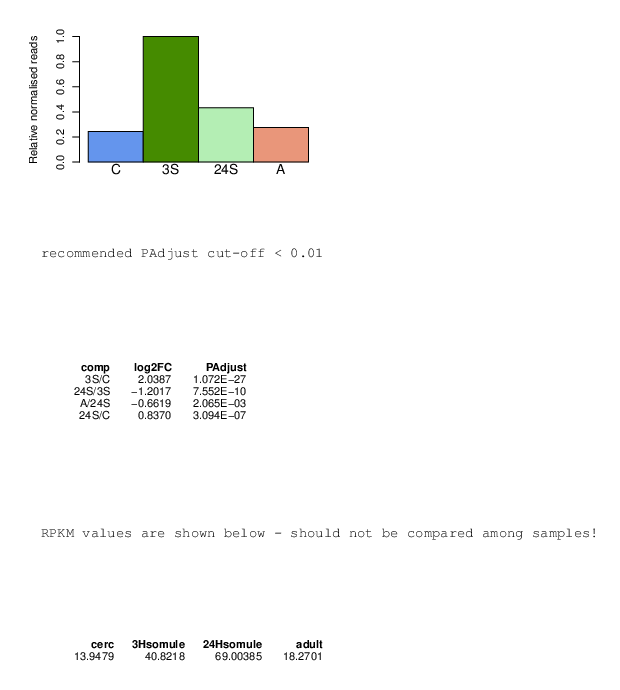 Relative normalised reads
1.0
0.8
0.6
0.4
0.2
0.0
C 3S 24S A
recommended PAdjust cut-off < 0.01
comp log2FC PAdjust
3S/C 2.0387 1.072E−27
24S/3S −1.2017 7.552E−10
A/24S −0.6619 2.065E−03
24S/C 0.8370 3.094E−07
RPKM values are shown below - should not be compared among samples!
cerc 3Hsomule 24Hsomule adult
13.9479 40.8218 69.00385 18.2701